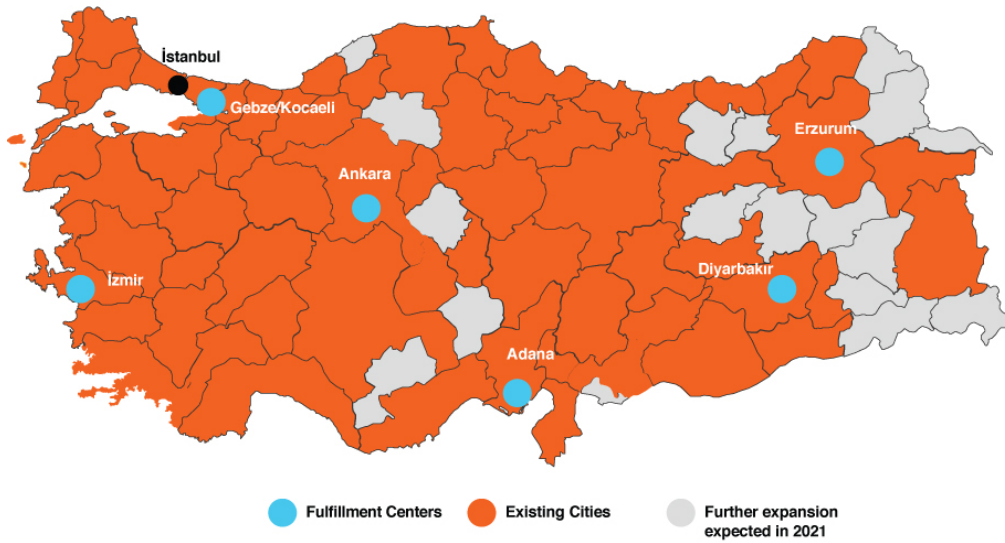 İstanbul
Gebze/Kocaeli
Erzurum
Ankara
İzmir
Diyarbakır
Adana
Fulfillment Centers
Existing Cities
Further expansion
expected in 2021